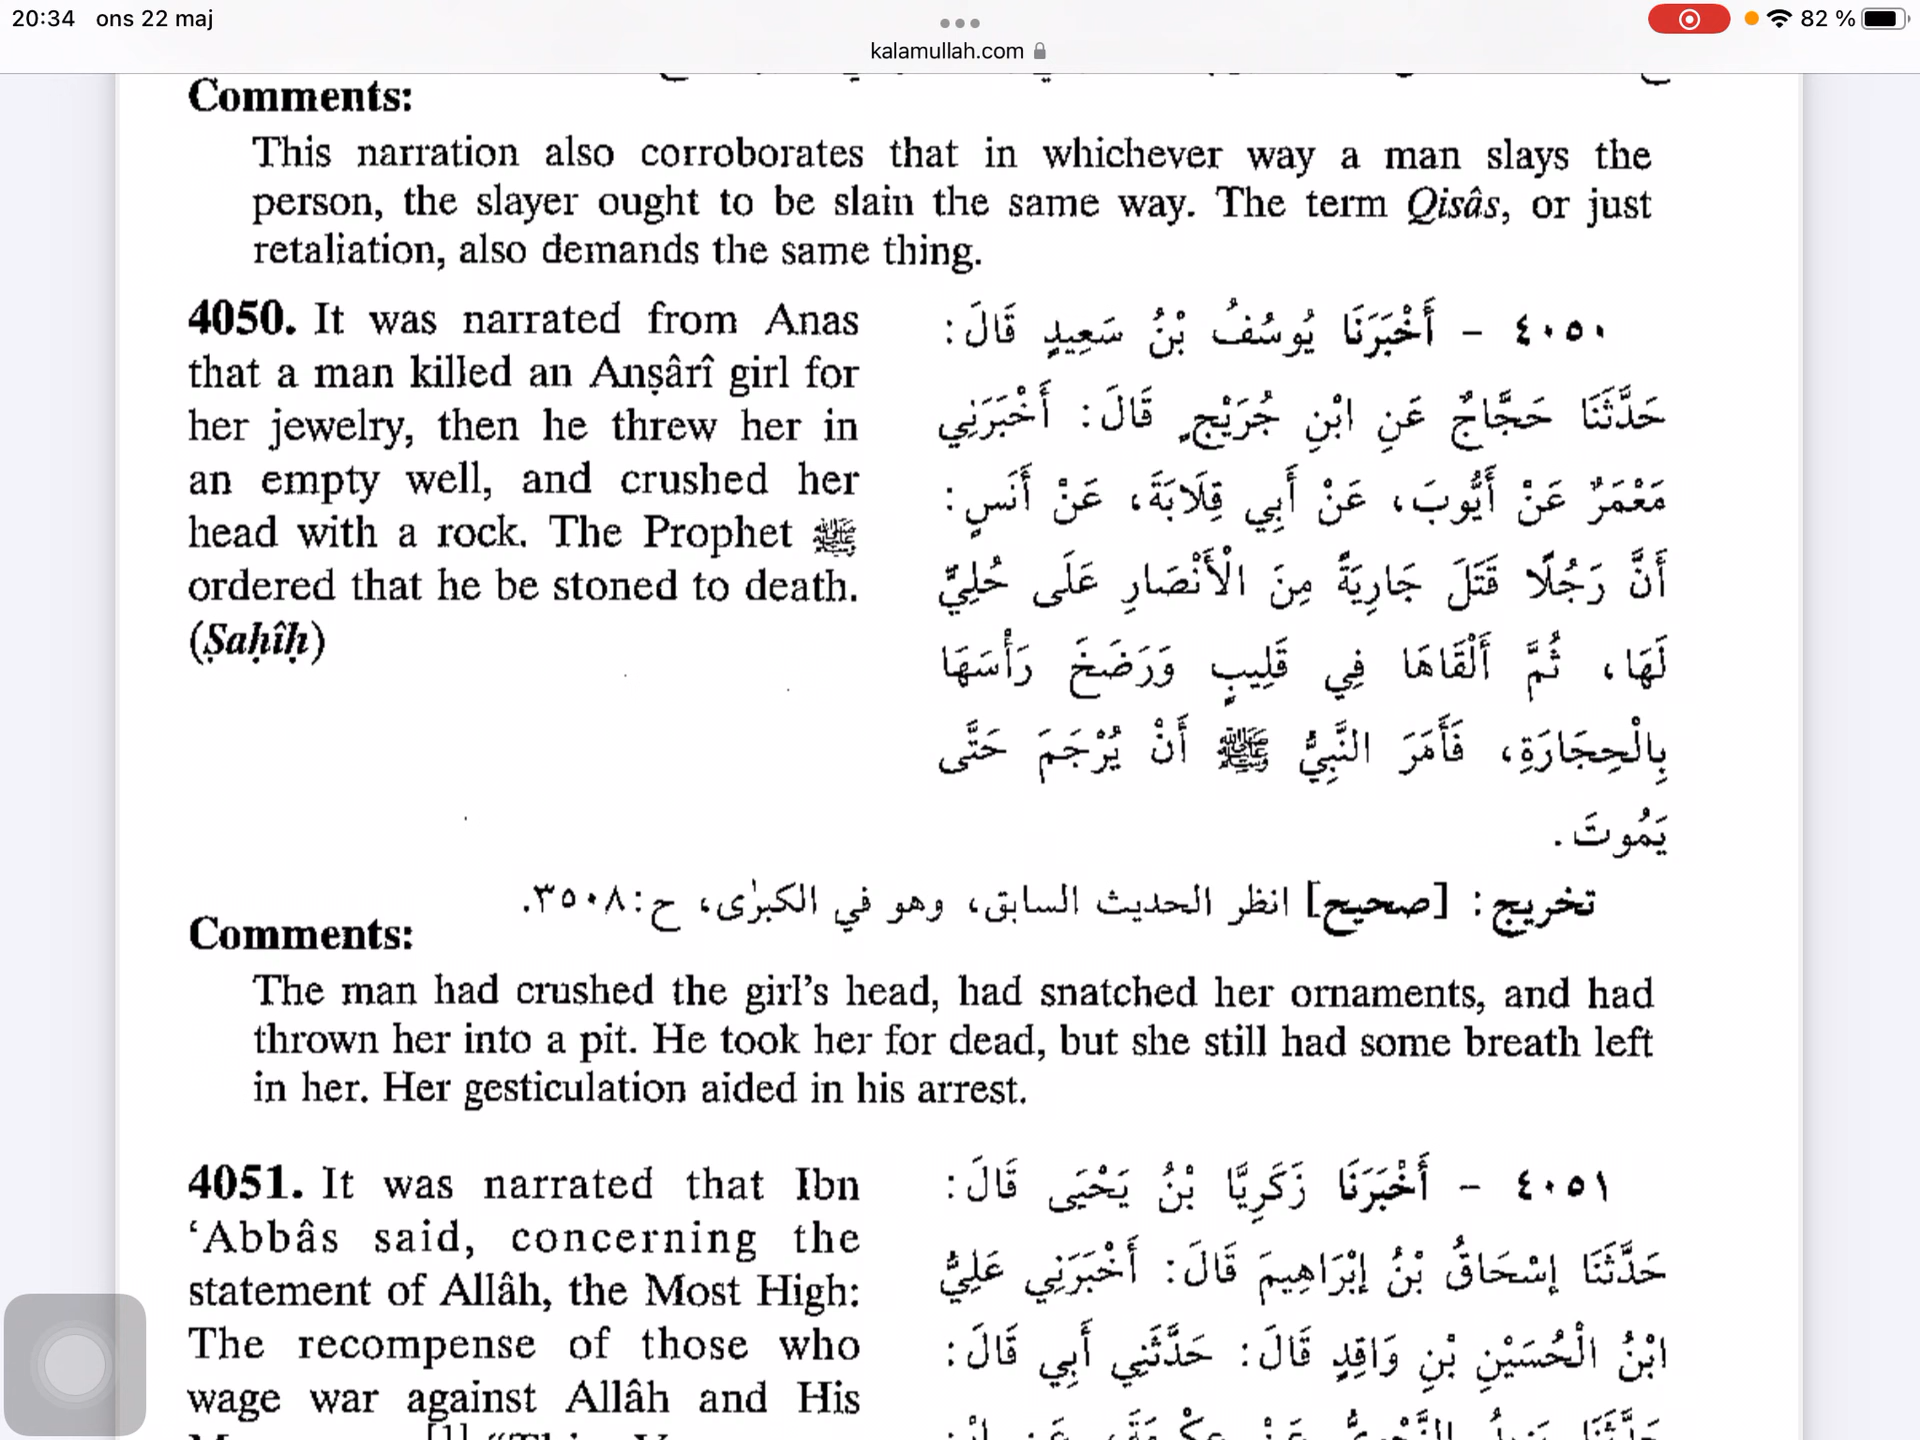 20:34 ons 22 maj
82 %
kalamullah.com
Comments:
This narration also corroborates that in whichever way a man slays the
person, the slayer ought to be slain the same way. The term Qisâs, or just
retaliation, also demands the same thing.
4050. It was narrated from Anas
that a man killed an Anṣârî girl for
her jewelry, then he threw her in
an empty well, and crushed her
head with a rock. The Prophet ﷺ
ordered that he be stoned to death.
(Ṣaḥîḥ)
٤٠٥٠ - أَخْبَرَنَا يُوسُفُ بْنُ سَعِيدٍ قَالَ:
حَدَّثَنَا حَجَّاجٌ عَنِ ابْنِ جُرَيْجٍ قَالَ: أَخْبَرَنِي
مَعْمَرٌ عَنْ أَيُّوبَ، عَنْ أَبِي قِلَابَةَ، عَنْ أَنَسٍ:
أَنَّ رَجُلًا قَتَلَ جَارِيَةً مِنَ الْأَنْصَارِ عَلَى حُلِيٍّ
لَهَا، ثُمَّ أَلْقَاهَا فِي قَلِيبٍ وَرَضَخَ رَأْسَهَا
بِالْحِجَارَةِ، فَأَمَرَ النَّبِيُّ ﷺ أَنْ يُرْجَمَ حَتَّى
يَمُوتَ.
تخريج: [صحيح] انظر الحديث السابق، وهو في الكبرٰى، ح:٣٥٠٨.
Comments:
The man had crushed the girl's head, had snatched her ornaments, and had
thrown her into a pit. He took her for dead, but she still had some breath left
in her. Her gesticulation aided in his arrest.
4051. It was narrated that Ibn
‘Abbâs said, concerning the
statement of Allâh, the Most High:
The recompense of those who
wage war against Allâh and His
٤٠٥١ - أَخْبَرَنَا زَكَرِيَّا بْنُ يَحْيَى قَالَ:
حَدَّثَنَا إِسْحَاقُ بْنُ إِبْرَاهِيمَ قَالَ: أَخْبَرَنِي عَلِيُّ
ابْنُ الْحُسَيْنِ بْنِ وَاقِدٍ قَالَ: حَدَّثَنِي أَبِي قَالَ: